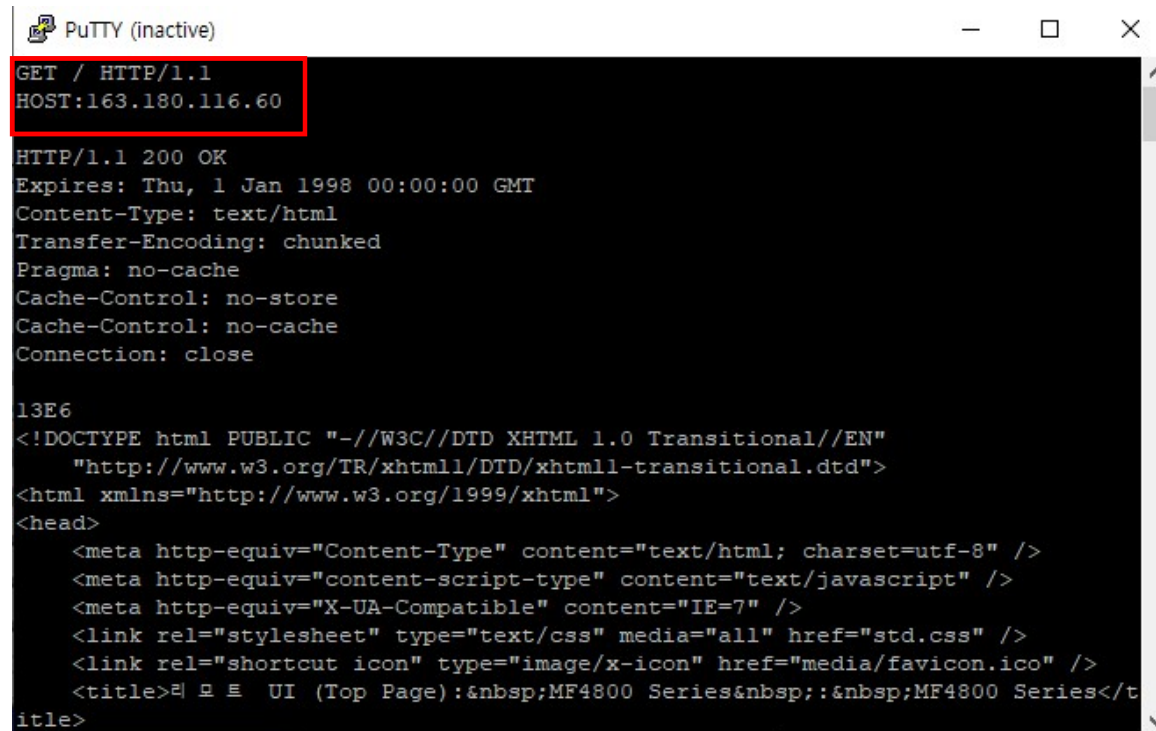 PuTTY (inactive)
GET / HTTP/1.1
HOST:163.180.116.60
HTTP/1.1 200 OK
Expires: Thu, 1 Jan 1998 00:00:00 GMT
Content-Type: text/html
Transfer-Encoding: chunked
Pragma: no-cache
Cache-Control: no-store
Cache-Control: no-cache
Connection: close
13E6
<!DOCTYPE html PUBLIC "-//W3C//DTD XHTML 1.0 Transitional//EN"
    "http://www.w3.org/TR/xhtml1/DTD/xhtml1-transitional.dtd">
<html xmlns="http://www.w3.org/1999/xhtml">
<head>
    <meta http-equiv="Content-Type" content="text/html; charset=utf-8" />
    <meta http-equiv="content-script-type" content="text/javascript" />
    <meta http-equiv="X-UA-Compatible" content="IE=7" />
    <link rel="stylesheet" type="text/css" media="all" href="std.css" />
    <link rel="shortcut icon" type="image/x-icon" href="media/favicon.ico" />
    <title>리모트 UI (Top Page):&nbsp;MF4800 Series&nbsp;:&nbsp;MF4800 Series</t
itle>